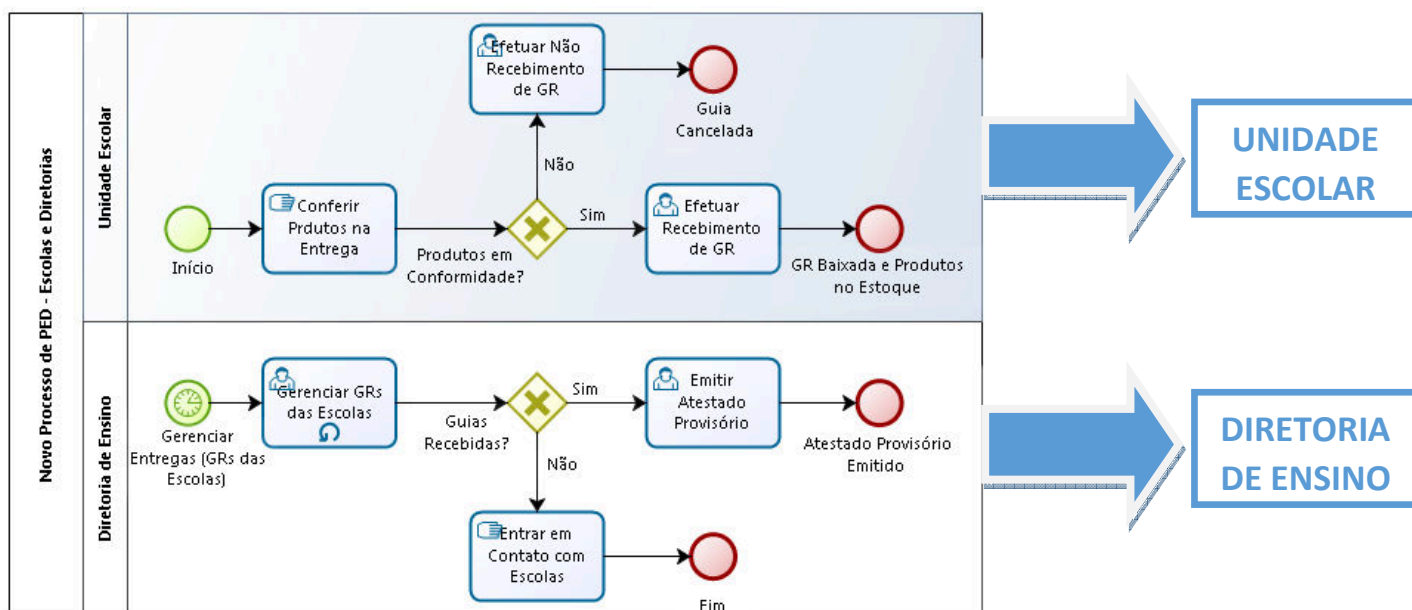 Novo Processo de PED - Escolas e Diretorias
Unidade Escolar
Início
Conferir
Prdutos na
Entrega
Produtos em
Conformidade?
Não
Efetuar Não
Recebimento
de GR
Guia
Cancelada
Sim
Efetuar
Recebimento
de GR
GR Baixada e Produtos
no Estoque
UNIDADE
ESCOLAR
Diretoria de Ensino
Gerenciar
Entregas (GRs das
Escolas)
Gerenciar GRs
das Escolas
Guias
Recebidas?
Sim
Emitir
Atestado
Provisório
Atestado Provisório
Emitido
Não
Entrar em
Contato com
Escolas
Fim
DIRETORIA
DE ENSINO